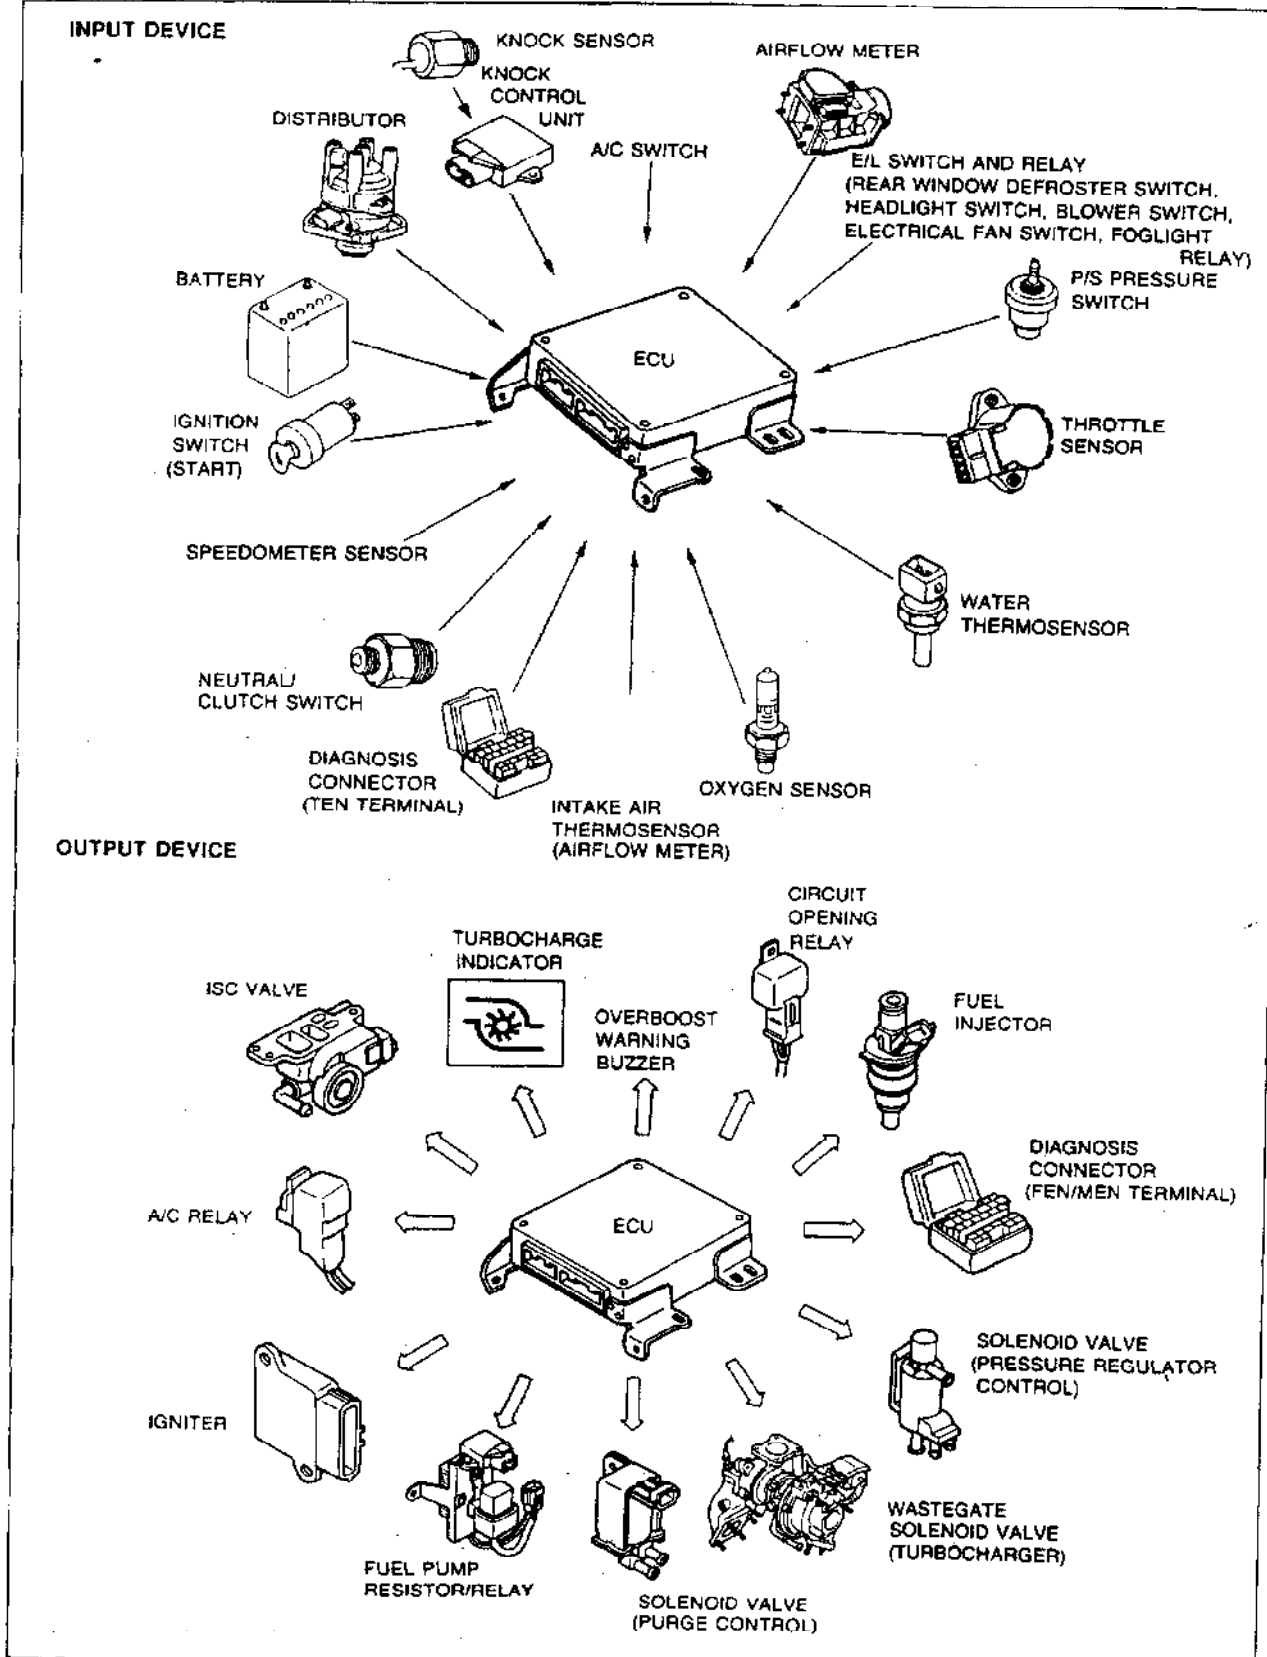 INPUT DEVICE
KNOCK SENSOR
KNOCK
CONTROL
UNIT
AIRFLOW METER
DISTRIBUTOR
A/C SWITCH
E/L SWITCH AND RELAY
(REAR WINDOW DEFROSTER SWITCH,
HEADLIGHT SWITCH, BLOWER SWITCH,
ELECTRICAL FAN SWITCH, FOGLIGHT
RELAY)
BATTERY
P/S PRESSURE
SWITCH
ECU
IGNITION
SWITCH
(START)
THROTTLE
SENSOR
SPEEDOMETER SENSOR
WATER
THERMOSENSOR
NEUTRAL/
CLUTCH SWITCH
DIAGNOSIS
CONNECTOR
(TEN TERMINAL)
OXYGEN SENSOR
INTAKE AIR
THERMOSENSOR
(AIRFLOW METER)
OUTPUT DEVICE
CIRCUIT
OPENING
RELAY
TURBOCHARGE
INDICATOR
ISC VALVE
OVERBOOST
WARNING
BUZZER
FUEL
INJECTOR
DIAGNOSIS
CONNECTOR
(FEN/MEN TERMINAL)
A/C RELAY
ECU
SOLENOID VALVE
(PRESSURE REGULATOR
CONTROL)
IGNITER
WASTEGATE
SOLENOID VALVE
(TURBOCHARGER)
FUEL PUMP
RESISTOR/RELAY
SOLENOID VALVE
(PURGE CONTROL)